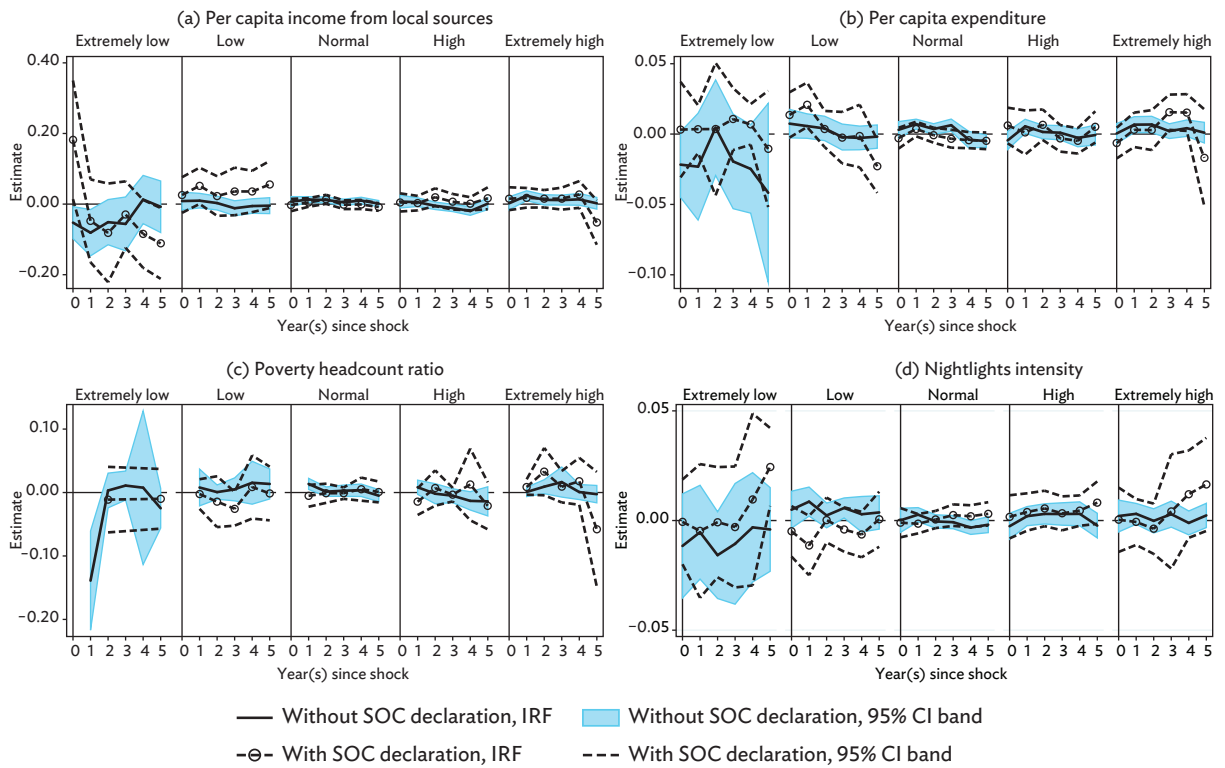 (a) Per capita income from local sources
Extremely low Low Normal High Extremely high
0.40
0.20
0.00
−0.20
Estimate
0 1 2 3 4 5 0 1 2 3 4 5 0 1 2 3 4 5 0 1 2 3 4 5 0 1 2 3 4 5
Year(s) since shock
(b) Per capita expenditure
Extremely low Low Normal High Extremely high
0.05
0.00
−0.05
−0.10
Estimate
0 1 2 3 4 5 0 1 2 3 4 5 0 1 2 3 4 5 0 1 2 3 4 5 0 1 2 3 4 5
Year(s) since shock
(c) Poverty headcount ratio
Extremely low Low Normal High Extremely high
0.10
0.00
−0.10
−0.20
Estimate
0 1 2 3 4 5 0 1 2 3 4 5 0 1 2 3 4 5 0 1 2 3 4 5 0 1 2 3 4 5
Year(s) since shock
(d) Nightlights intensity
Extremely low Low Normal High Extremely high
0.05
0.00
−0.05
Estimate
0 1 2 3 4 5 0 1 2 3 4 5 0 1 2 3 4 5 0 1 2 3 4 5 0 1 2 3 4 5
Year(s) since shock
Without SOC declaration, IRF Without SOC declaration, 95% CI band
With SOC declaration, IRF With SOC declaration, 95% CI band